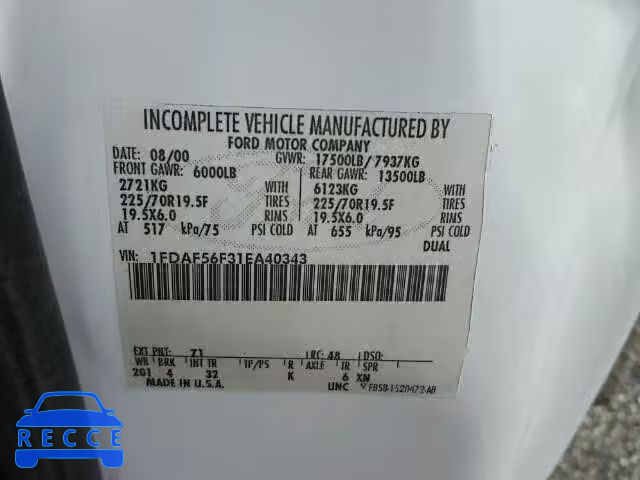 INCOMPLETE VEHICLE MANUFACTURED BY
FORD MOTOR COMPANY
DATE: 08/00 GVWR: 17500LB/ 7937KG
FRONT GAWR: 6000LB REAR GAWR: 13500LB
2721KG WITH 6123KG WITH
225/70R19.5F TIRES 225/70R19.5F TIRES
19.5X6.0 RIMS 19.5X6.0 RIMS
AT 517 kPa/75 PSI COLD AT 655 kPa/95 PSI COLD
DUAL
VIN: 1FDAF56F31EA40343
EXT PNT: Z1 RC: 48 DSO:
WB BRK INT TR TP/PS R AXLE TR SPR
201 4 32 K 6 XN
MADE IN U.S.A. UNC
RECCE